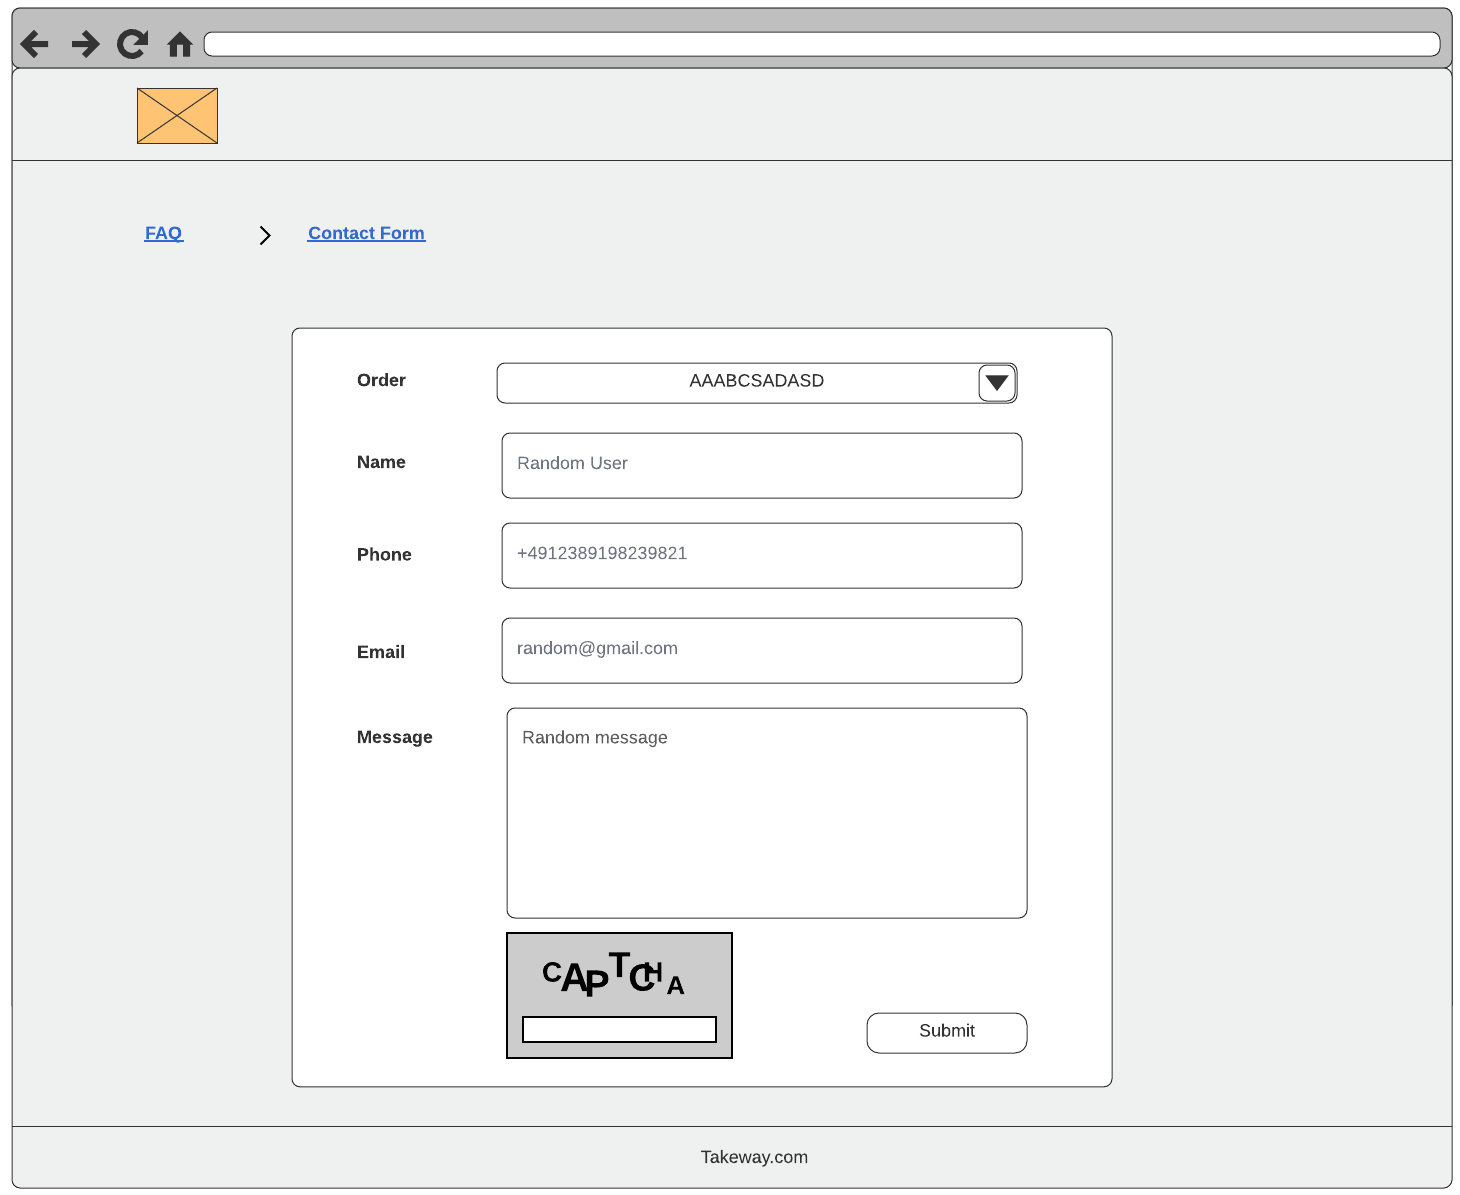 FAQ
Contact Form
Order
AAABCSADASD
Name
Random User
Phone
+4912389198239821
Email
random@gmail.com
Message
Random message
CAPTCHA
Submit
Takeway.com